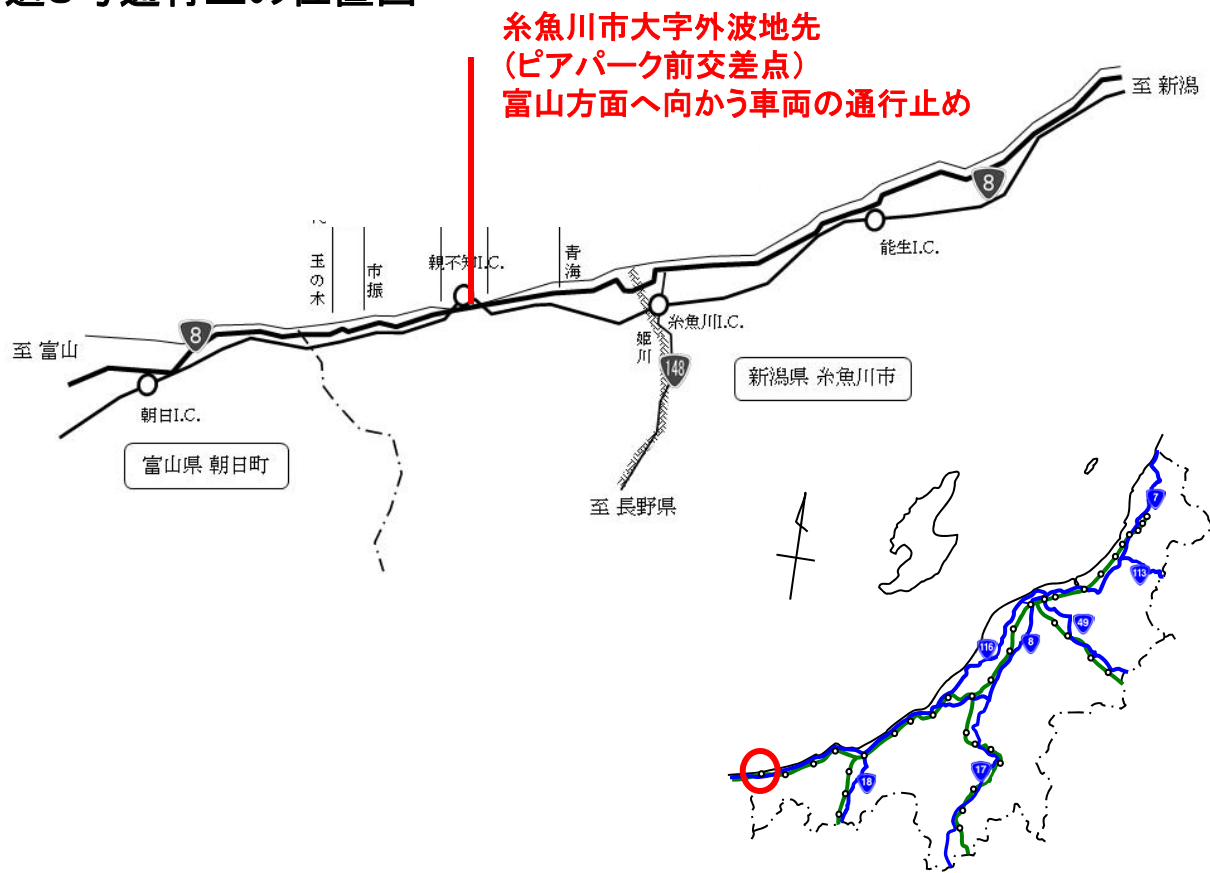 糸魚川市大字外波地先
（ピアパーク前交差点）
富山方面へ向かう車両の通行止め
至 新潟
8
能生I.C.
青海
親不知I.C.
市振
玉の木
8
至 富山
糸魚川I.C.
姫川
148
新潟県 糸魚川市
朝日I.C.
富山県 朝日町
至 長野県
7
113
49
8
116
18
17